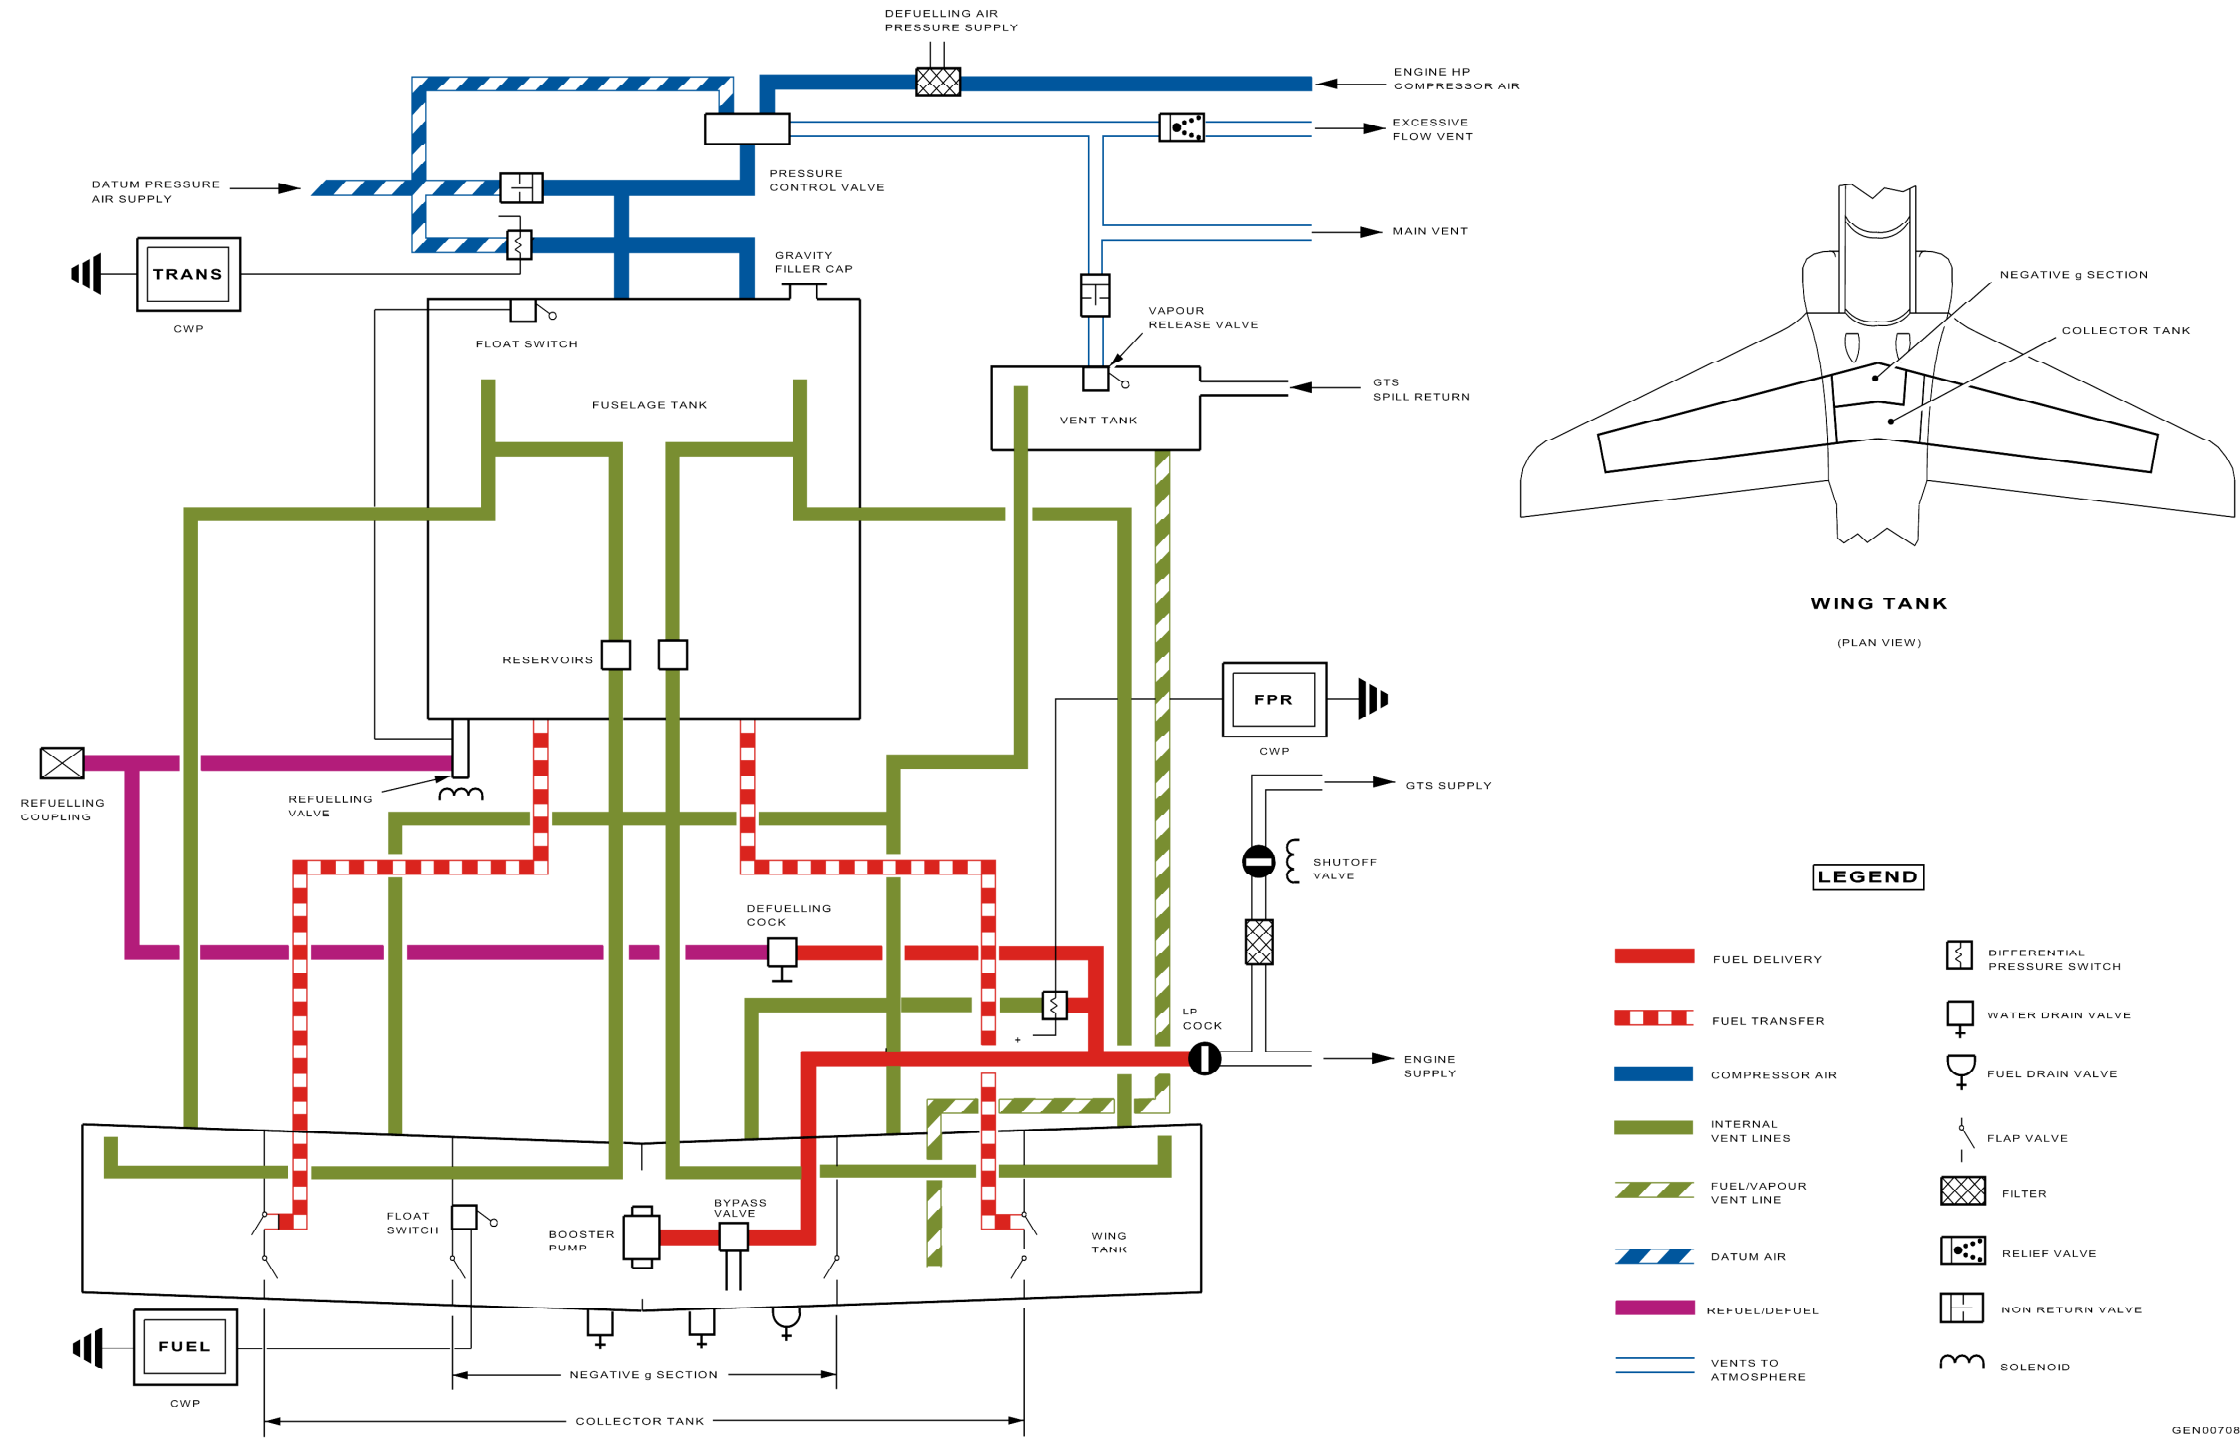 DEFUELLING AIR
PRESSURE SUPPLY
ENGINE HP
COMPRESSOR AIR
EXCESSIVE
FLOW VENT
PRESSURE
CONTROL VALVE
DATUM PRESSURE
AIR SUPPLY
MAIN VENT
GRAVITY
FILLER CAP
TRANS
CWP
NEGATIVE g SECTION
VAPOUR
RELEASE VALVE
COLLECTOR TANK
FLOAT SWITCH
GTS
SPILL RETURN
FUSELAGE TANK
VENT TANK
WING TANK
(PLAN VIEW)
RESERVOIRS
FPR
CWP
REFUELLING
COUPLING
REFUELLING
VALVE
GTS SUPPLY
SHUTOFF
VALVE
DEFUELLING
COCK
LP
COCK
ENGINE
SUPPLY
+
FLOAT
SWITCH
BOOSTER
PUMP
BYPASS
VALVE
WING
TANK
FUEL
CWP
NEGATIVE g SECTION
COLLECTOR TANK
LEGEND
FUEL DELIVERY
FUEL TRANSFER
COMPRESSOR AIR
INTERNAL
VENT LINES
FUEL/VAPOUR
VENT LINE
DATUM AIR
REFUEL/DEFUEL
VENTS TO
ATMOSPHERE
DIFFERENTIAL
PRESSURE SWITCH
WATER DRAIN VALVE
FUEL DRAIN VALVE
FLAP VALVE
FILTER
RELIEF VALVE
NON RETURN VALVE
SOLENOID
GEN00708